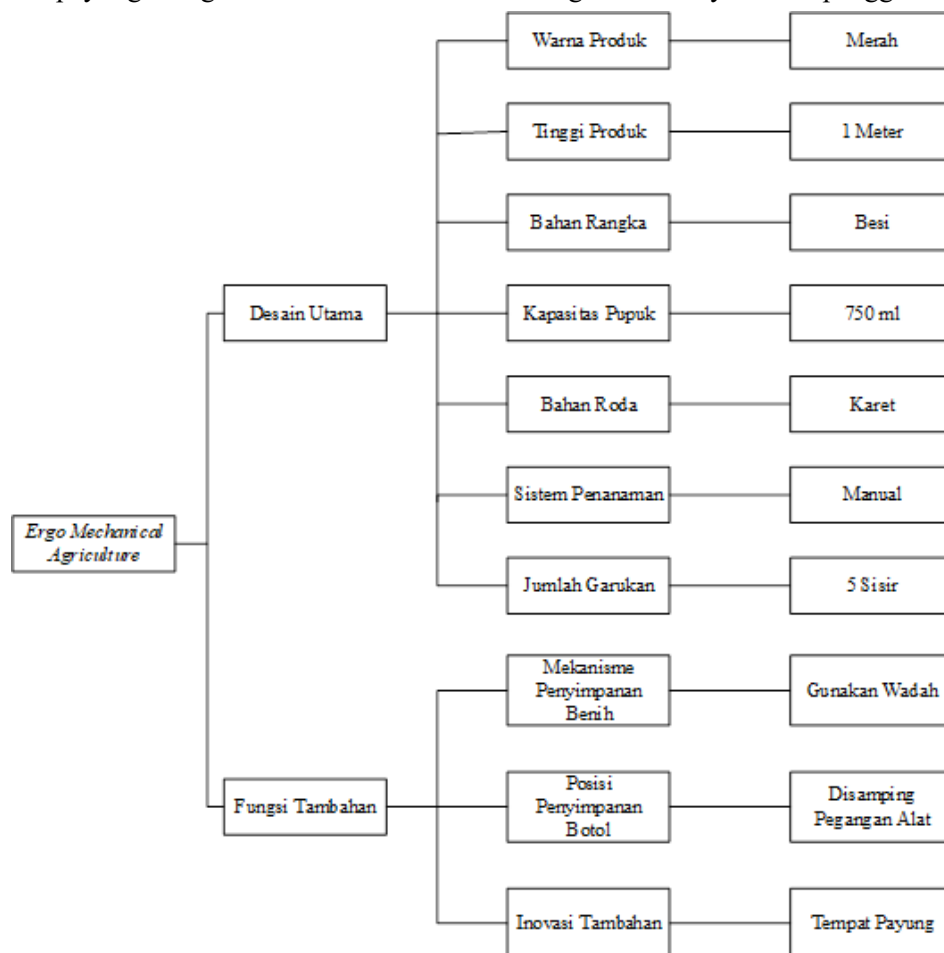 Warna Produk
Merah
Tinggi Produk
1 Meter
Bahan Rangka
Besi
Desain Utama
Kapasitas Pupuk
750 ml
Bahan Roda
Karet
Sistem Penanaman
Manual
Ergo Mechanical
Agriculture
Jumlah Garukan
5 Sisir
Mekanisme
Penyimpanan
Benih
Gunakan Wadah
Fungsi Tambahan
Posisi
Penyimpanan
Botol
Disamping
Pegangan Alat
Inovasi Tambahan
Tempat Payung